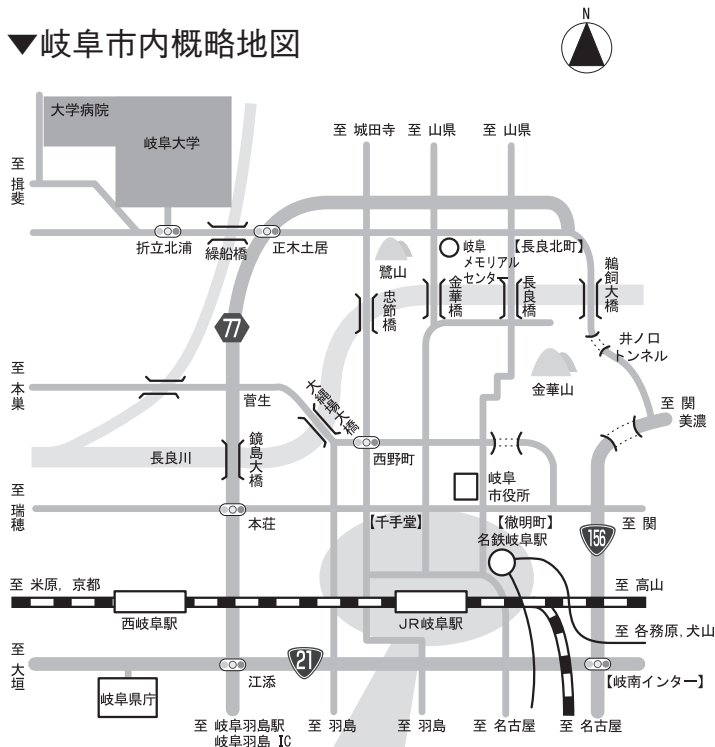 ▼岐阜市内概略地図
N
大学病院
岐阜大学
至 城田寺
至 山県
至 山県
至 揖斐
折立北浦
繰船橋
正木土居
鷺山
岐阜
メモリアル
センター
【長良北町】
鵜飼大橋
忠節橋
金華橋
長良橋
77
井ノ口
トンネル
至 本巣
菅生
大縄場大橋
金華山
至 関
美濃
長良川
鏡島大橋
西野町
岐阜
市役所
至 瑞穂
本荘
【千手堂】
【徹明町】
名鉄岐阜駅
156
至 関
至 米原, 京都
至 高山
西岐阜駅
JR岐阜駅
至 各務原, 犬山
至 大垣
21
江添
【岐南インター】
岐阜県庁
至 岐阜羽島駅
岐阜羽島 IC
至 羽島
至 羽島
至 名古屋
至 名古屋